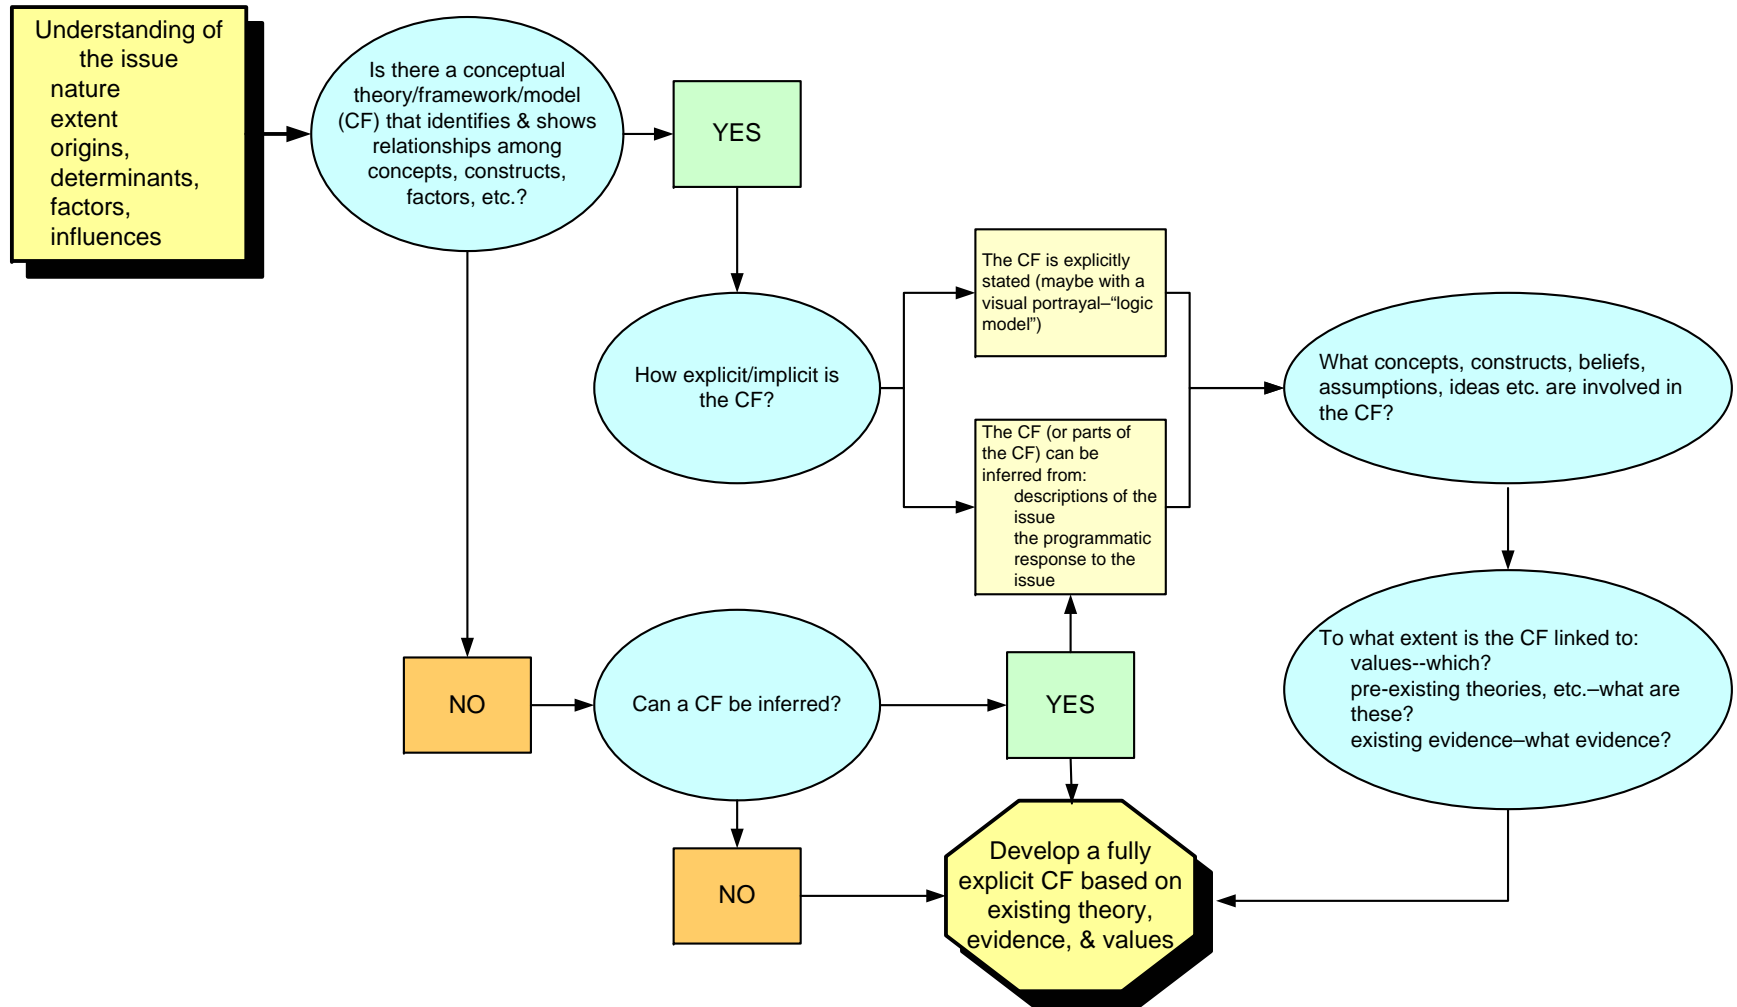 Understanding of
the issue
nature
extent
origins,
determinants,
factors,
influences
Is there a conceptual
theory/framework/model
(CF) that identifies & shows
relationships among
concepts, constructs,
factors, etc.?
YES
How explicit/implicit is
the CF?
The CF is explicitly
stated (maybe with a
visual portrayal–“logic
model”)
The CF (or parts of
the CF) can be
inferred from:
descriptions of the
issue
the programmatic
response to the
issue
What concepts, constructs, beliefs,
assumptions, ideas etc. are involved in
the CF?
To what extent is the CF linked to:
values--which?
pre-existing theories, etc.–what are
these?
existing evidence–what evidence?
NO
Can a CF be inferred?
YES
NO
Develop a fully
explicit CF based on
existing theory,
evidence, & values